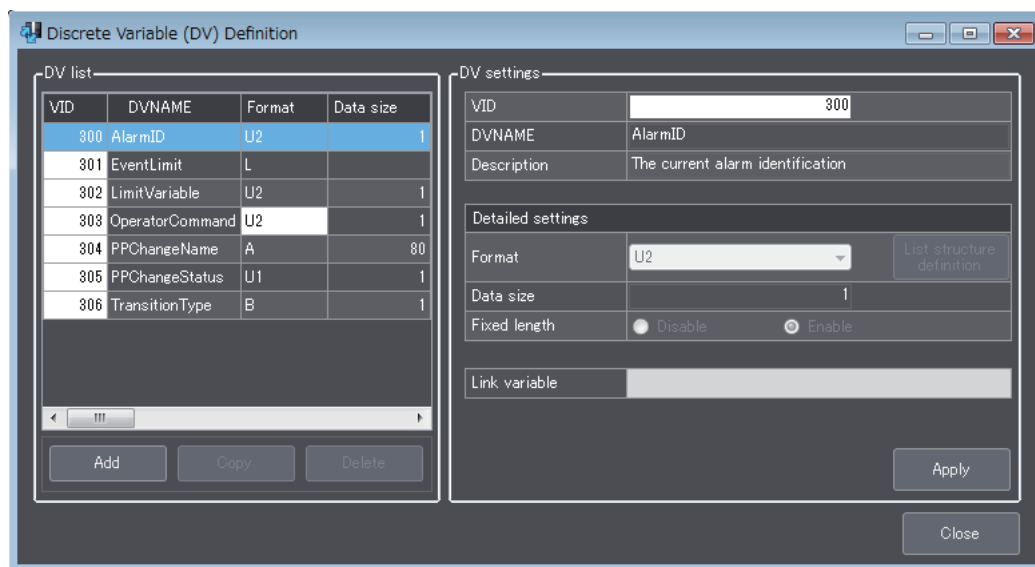 Discrete Variable (DV) Definition
DV list
VID DVNAME Format Data size
300 AlarmID U2 1
301 EventLimit L
302 LimitVariable U2 1
303 OperatorCommand U2 1
304 PPChangeName A 80
305 PPChangeStatus U1 1
306 TransitionType B 1
Add Copy Delete
DV settings
VID 300
DVNAME AlarmID
Description The current alarm identification
Detailed settings
Format U2 List structure
definition
Data size 1
Fixed length Disable Enable
Link variable
Apply
Close